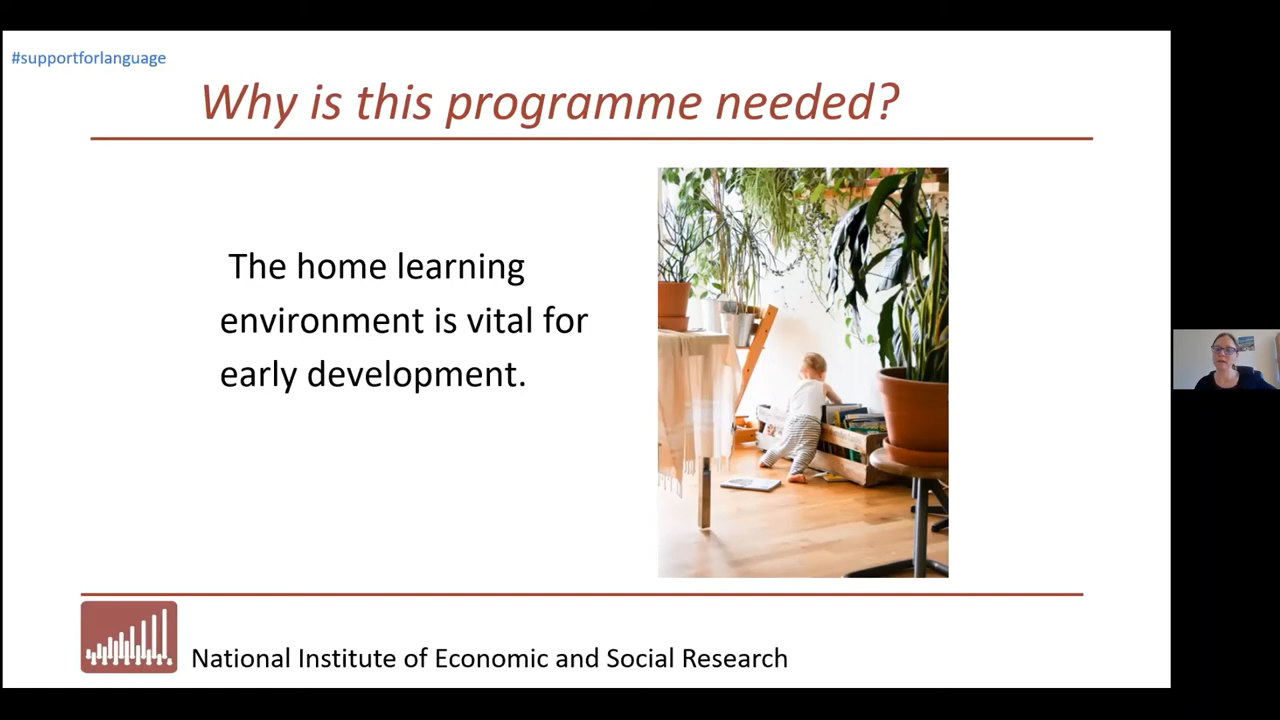 #supportforlanguage
Why is this programme needed?
The home learning
environment is vital for
early development.
National Institute of Economic and Social Research